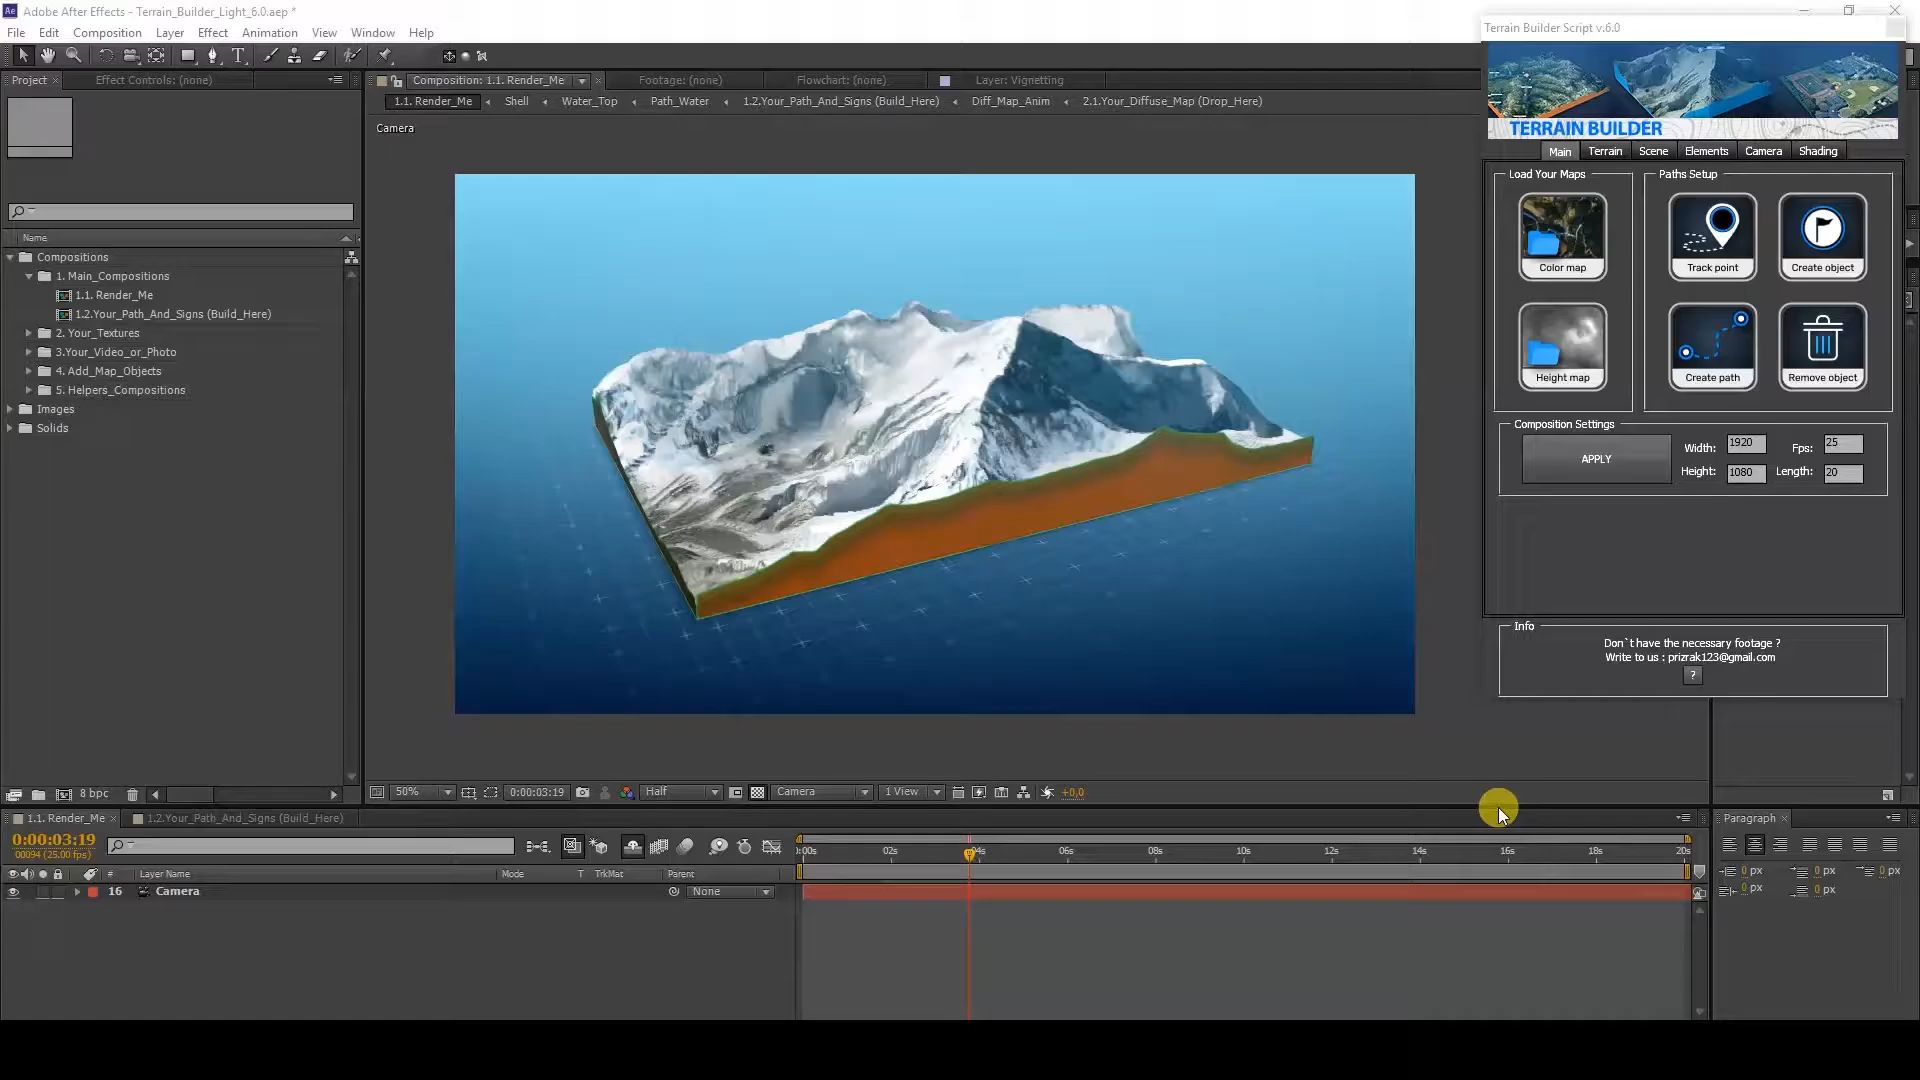 Ae Adobe After Effects - Terrain_Builder_Light_6.0.aep *
File Edit Composition Layer Effect Animation View Window Help
Project Effect Controls: (none)
Composition: 1.1. Render_Me Footage: (none) Flowchart: (none) Layer: Vignetting
1.1. Render_Me Shell Water_Top Path_Water 1.2.Your_Path_And_Signs (Build_Here) Diff_Map_Anim 2.1.Your_Diffuse_Map (Drop_Here)
Camera
Name
Compositions
1. Main_Compositions
1.1. Render_Me
1.2.Your_Path_And_Signs (Build_Here)
2. Your_Textures
3.Your_Video_or_Photo
4. Add_Map_Objects
5. Helpers_Compositions
Images
Solids
8 bpc
50% 0:00:03:19 Half Camera 1 View +0,0
Terrain Builder Script v.6.0
TERRAIN BUILDER
Main Terrain Scene Elements Camera Shading
Load Your Maps
Color map
Height map
Paths Setup
Track point
Create object
Create path
Remove object
Composition Settings
APPLY
Width: 1920 Fps: 25
Height: 1080 Length: 20
Info
Don`t have the necessary footage ?
Write to us : prizrak123@gmail.com
?
1.1. Render_Me 1.2.Your_Path_And_Signs (Build_Here)
0:00:03:19
00094 (25.00 fps)
# Layer Name Mode T TrkMat Parent
16 Camera None
):00s 02s 04s 06s 08s 10s 12s 14s 16s 18s 20s
Paragraph
0 px 0 px 0 px
0 px 0 px